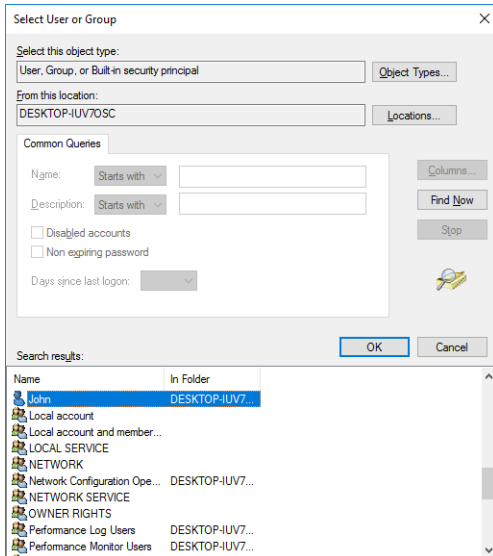 Select User or Group
Select this object type:
User, Group, or Built-in security principal
Object Types...
From this location:
DESKTOP-IUV7OSC
Locations...
Common Queries
Name:
Starts with
Columns...
Description:
Starts with
Find Now
Disabled accounts
Stop
Non expiring password
Days since last logon:
OK
Cancel
Search results:
Name In Folder
John DESKTOP-IUV7...
Local account
Local account and member...
LOCAL SERVICE
NETWORK
Network Configuration Ope... DESKTOP-IUV7...
NETWORK SERVICE
OWNER RIGHTS
Performance Log Users DESKTOP-IUV7...
Performance Monitor Users DESKTOP-IUV7...